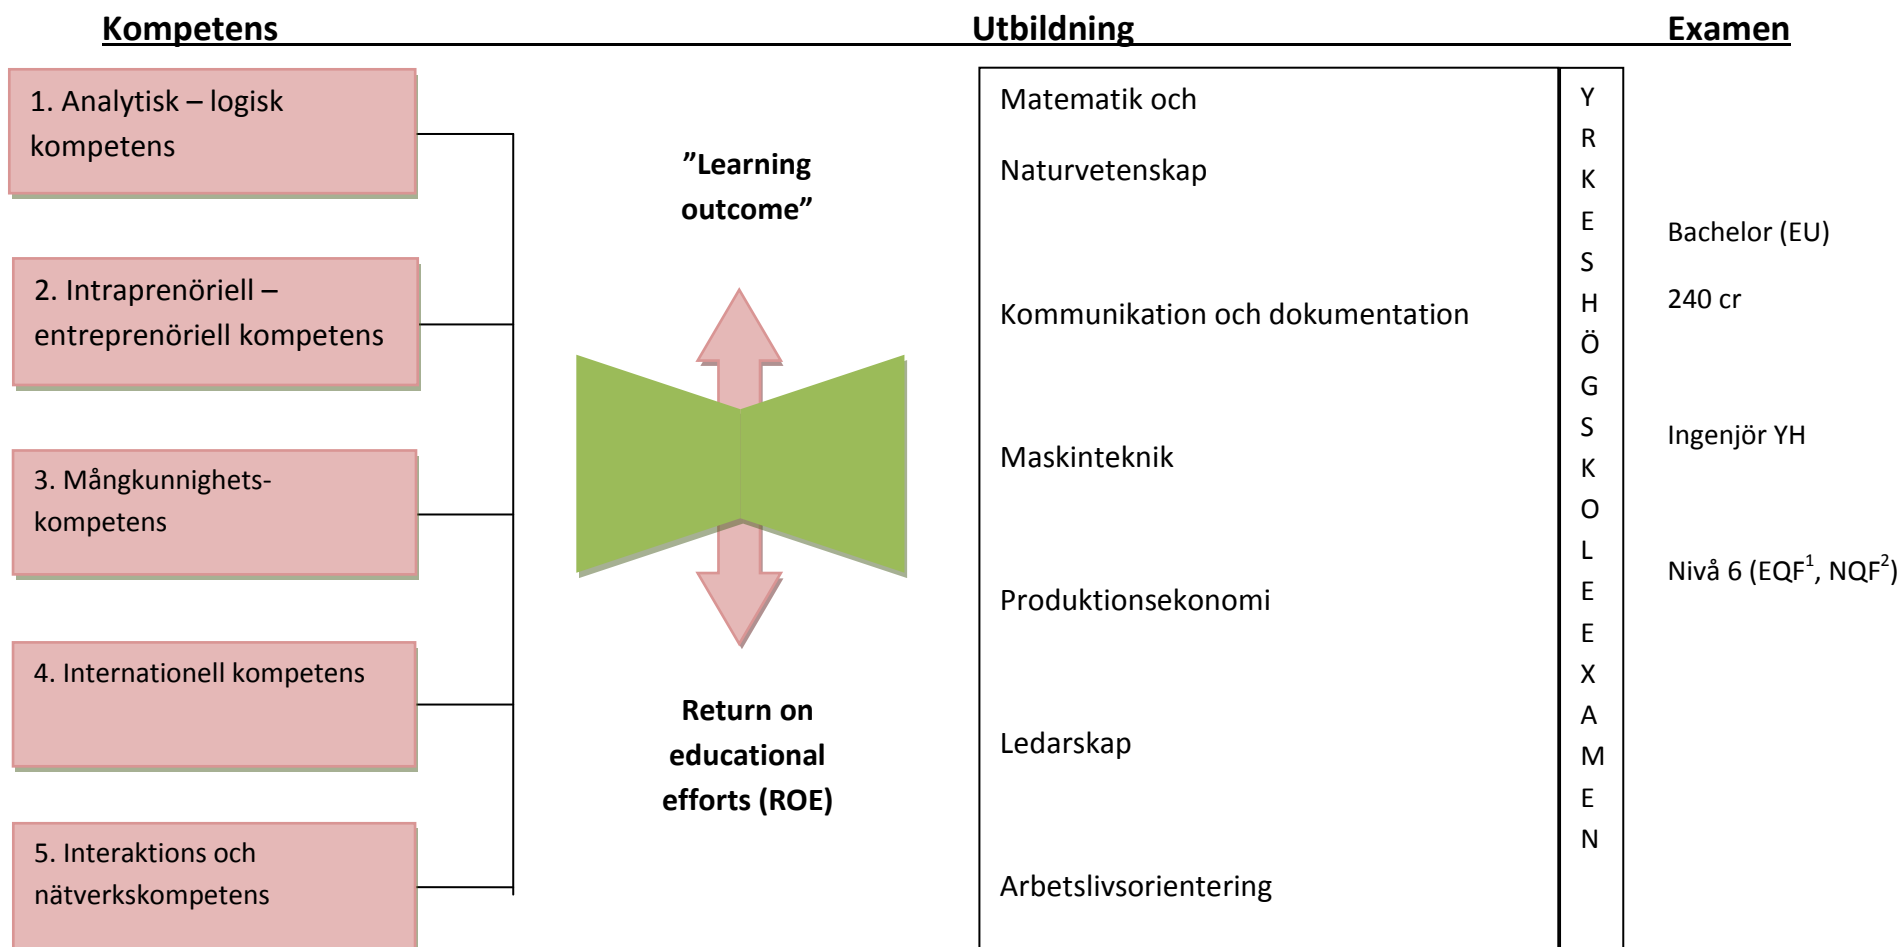 Kompetens Utbildning Examen
1. Analytisk – logisk
kompetens
2. Intraprenöriell –
entreprenöriell kompetens
3. Mångkunnighets-
kompetens
4. Internationell kompetens
5. Interaktions och
nätverkskompetens
”Learning
outcome”
Return on
educational
efforts (ROE)
Matematik och
Naturvetenskap
Kommunikation och dokumentation
Maskinteknik
Produktionsekonomi
Ledarskap
Arbetslivsorientering
Y
R
K
E
S
H
Ö
G
S
K
O
L
E
E
X
A
M
E
N
Bachelor (EU)
240 cr
Ingenjör YH
Nivå 6 (EQF¹, NQF²)